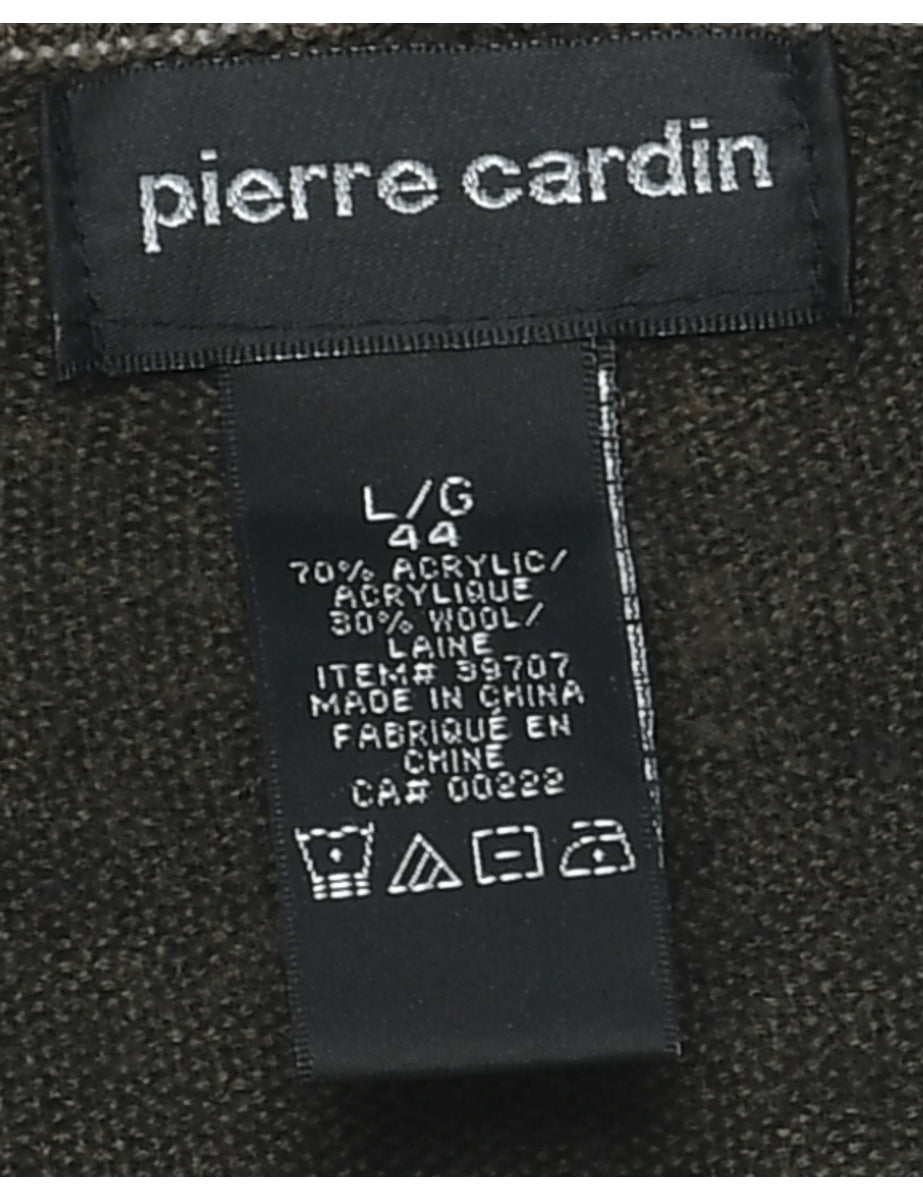 pierre cardin
L/G
44
70% ACRYLIC/
ACRYLIQUE
30% WOOL/
LAINE
ITEM# 39707
MADE IN CHINA
FABRIQUÉ EN
CHINE
CA# 00222